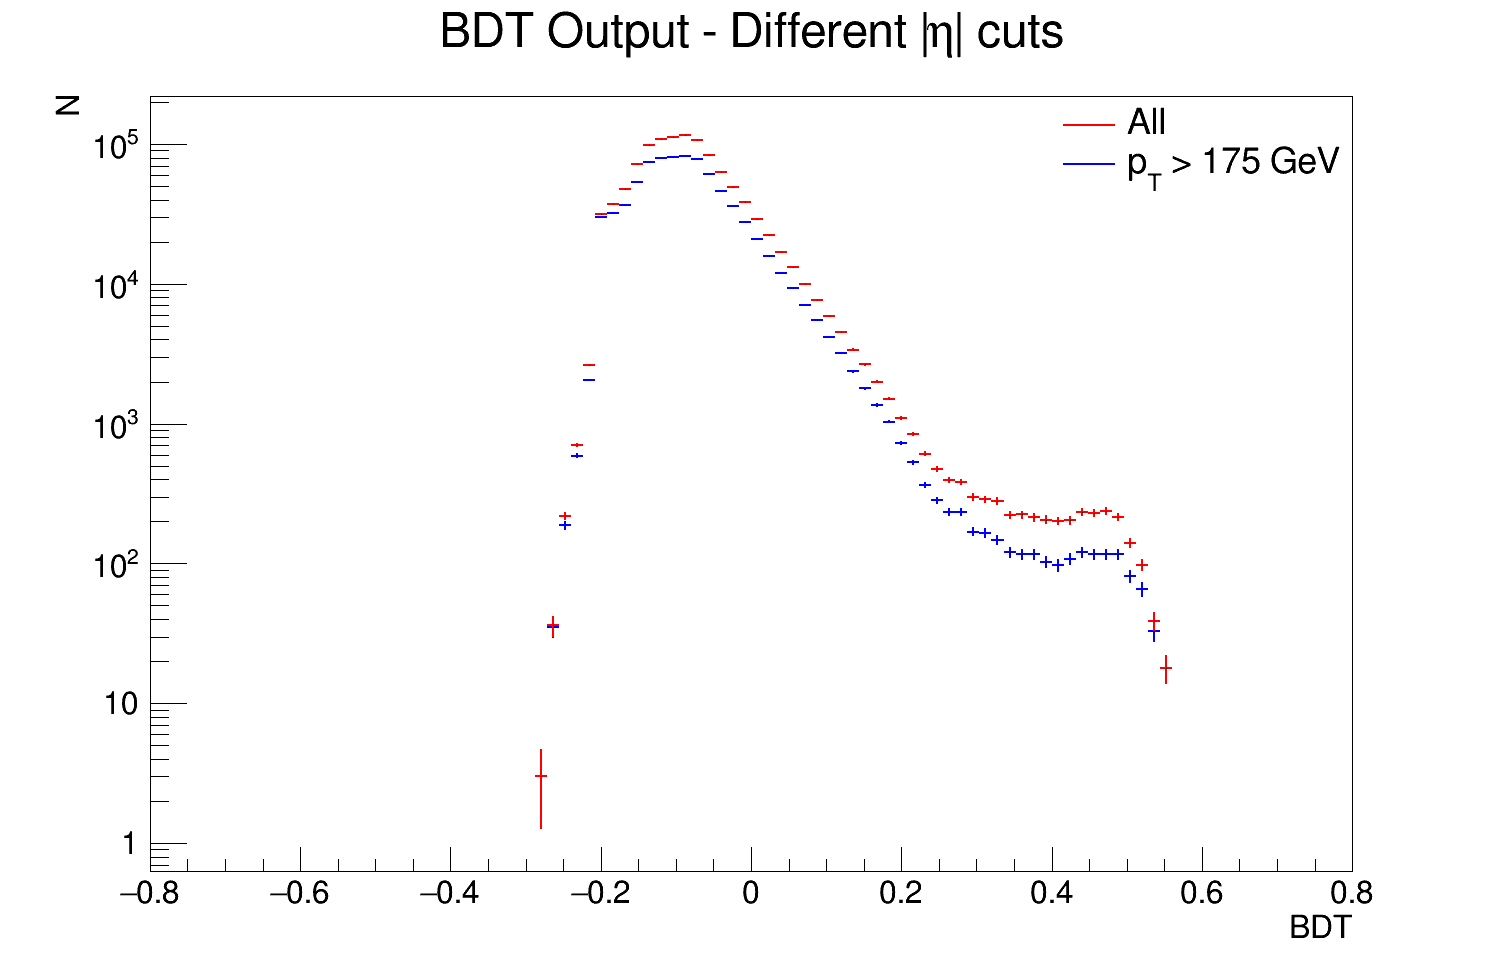 BDT Output - Different |η| cuts
N
All
p_T > 175 GeV
10^5
10^4
10^3
10^2
10
1
−0.8 −0.6 −0.4 −0.2 0 0.2 0.4 0.6 0.8
BDT